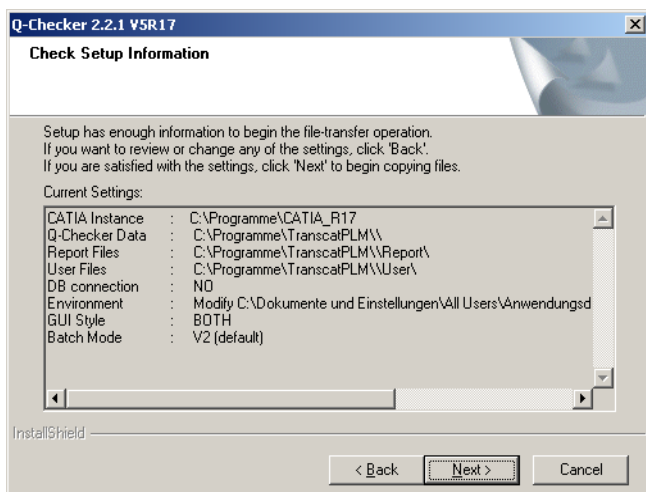 Q-Checker 2.2.1 V5R17
Check Setup Information
Setup has enough information to begin the file-transfer operation.
If you want to review or change any of the settings, click 'Back'.
If you are satisfied with the settings, click 'Next' to begin copying files.
Current Settings:
CATIA Instance : C:\Programme\CATIA_R17
Q-Checker Data : C:\Programme\TranscatPLM\\
Report Files : C:\Programme\TranscatPLM\\Report\
User Files : C:\Programme\TranscatPLM\\User\
DB connection : NO
Environment : Modify C:\Dokumente und Einstellungen\All Users\Anwendungsd
GUI Style : BOTH
Batch Mode : V2 (default)
InstallShield
< Back Next > Cancel